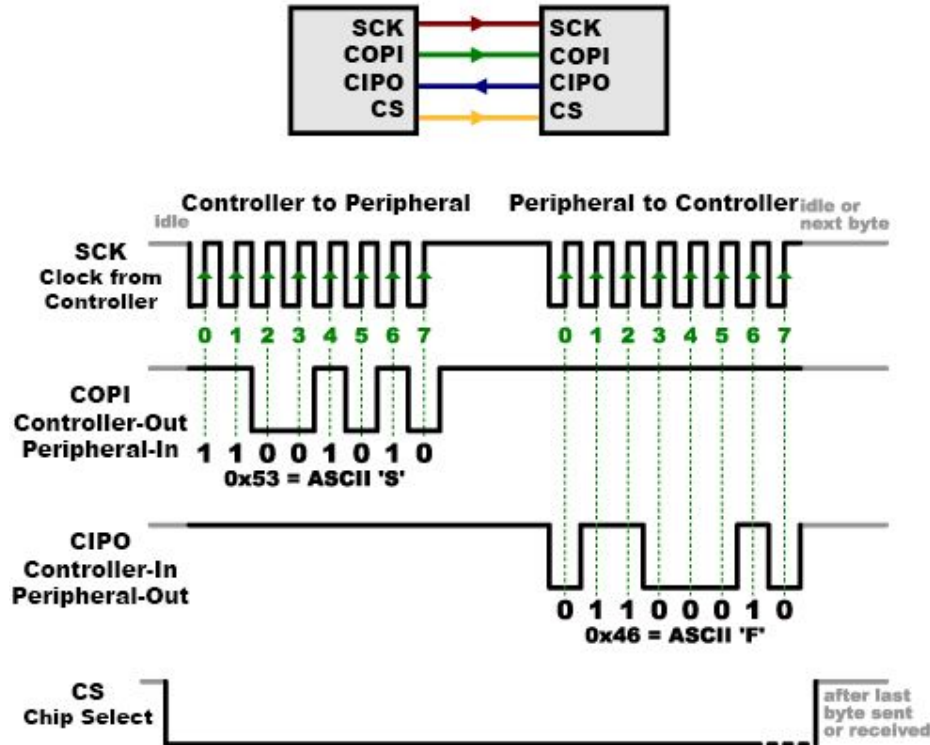 SCK SCK
COPI COPI
CIPO CIPO
CS CS
Controller to Peripheral Peripheral to Controller
idle
idle or
next byte
SCK
Clock from
Controller
0 1 2 3 4 5 6 7 0 1 2 3 4 5 6 7
COPI
Controller-Out
Peripheral-In
1 1 0 0 1 0 1 0
0x53 = ASCII 'S'
CIPO
Controller-In
Peripheral-Out
0 1 1 0 0 0 1 0
0x46 = ASCII 'F'
CS
Chip Select
after last
byte sent
or received